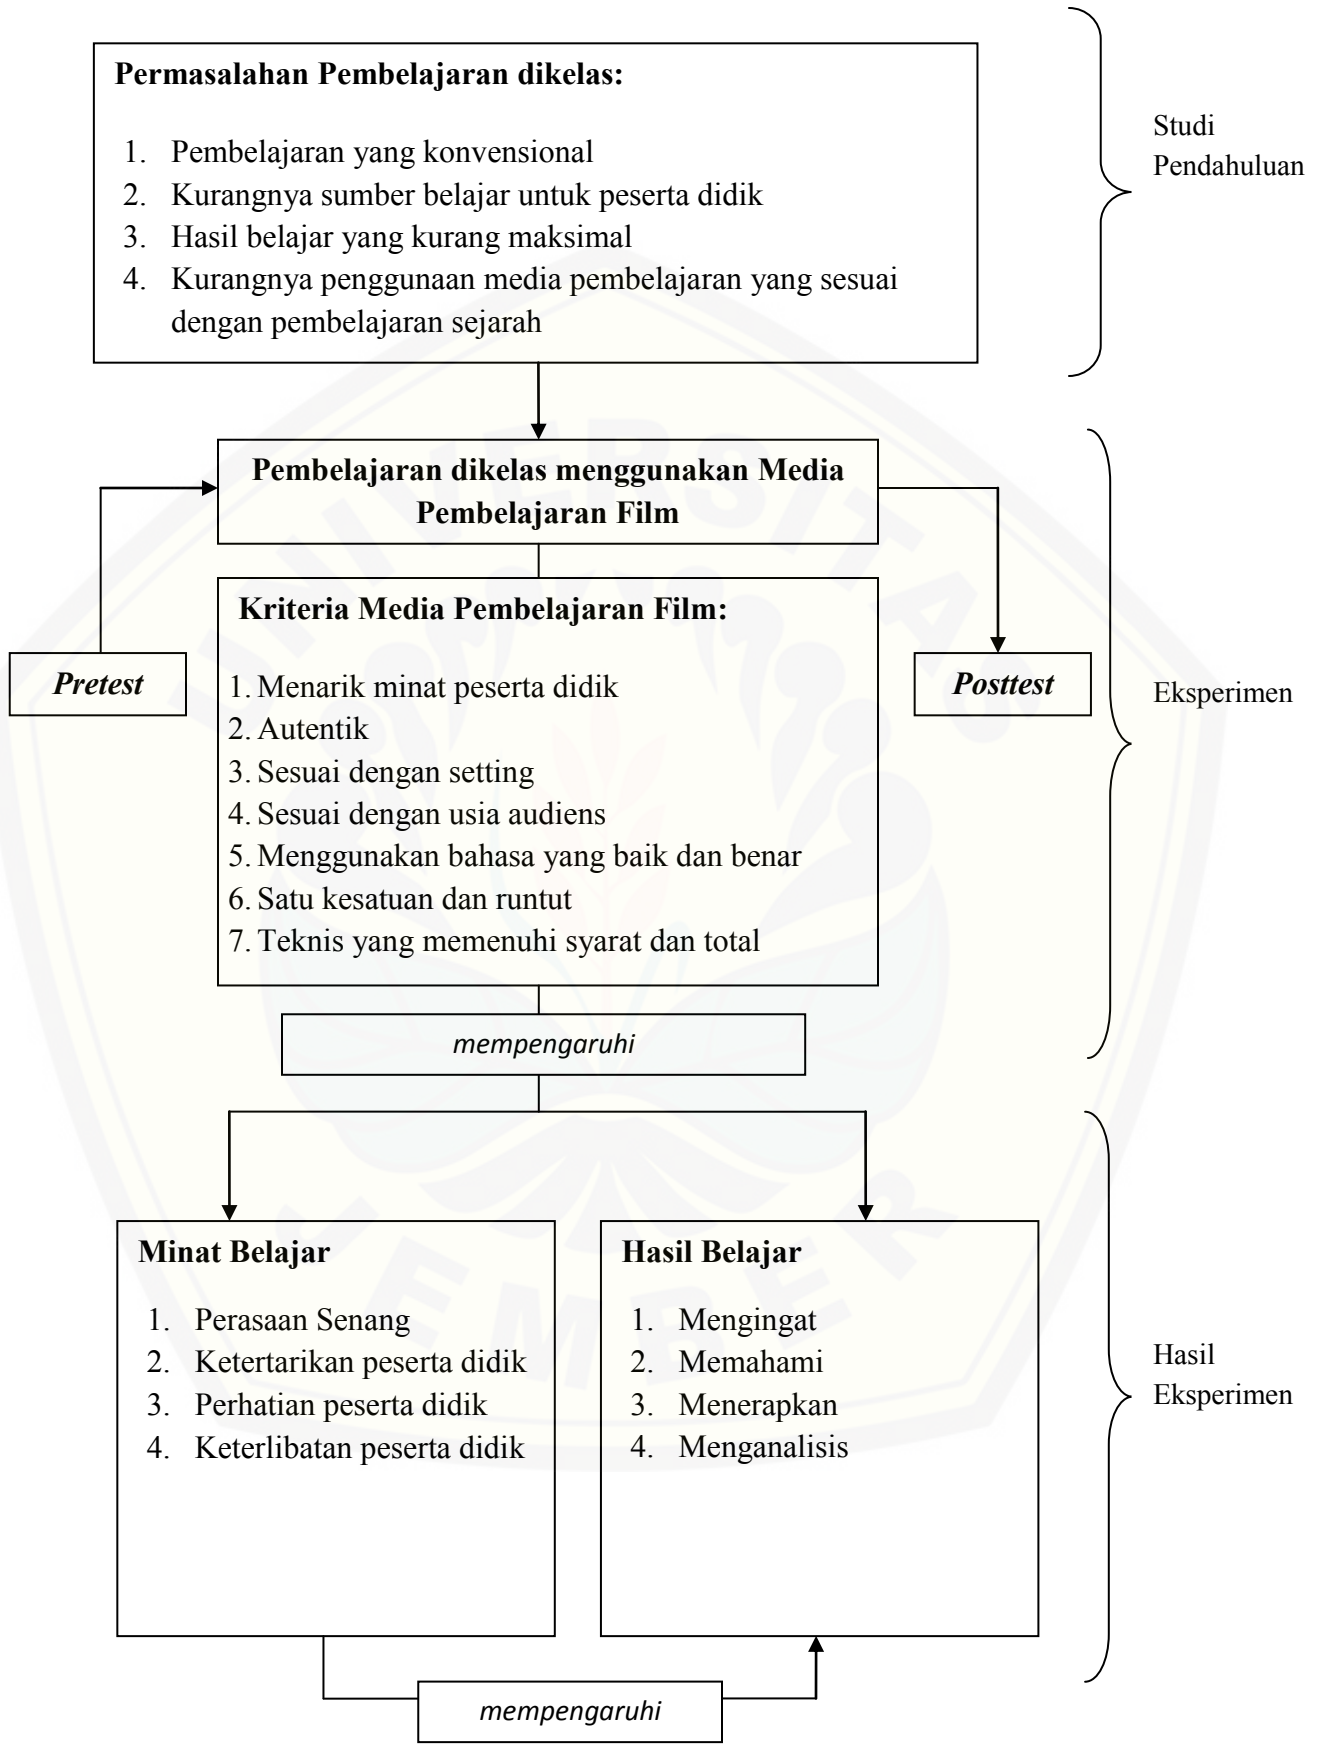 Permasalahan Pembelajaran dikelas:
1. Pembelajaran yang konvensional
2. Kurangnya sumber belajar untuk peserta didik
3. Hasil belajar yang kurang maksimal
4. Kurangnya penggunaan media pembelajaran yang sesuai
dengan pembelajaran sejarah
Studi
Pendahuluan
Pembelajaran dikelas menggunakan Media
Pembelajaran Film
Kriteria Media Pembelajaran Film:
1. Menarik minat peserta didik
2. Autentik
3. Sesuai dengan setting
4. Sesuai dengan usia audiens
5. Menggunakan bahasa yang baik dan benar
6. Satu kesatuan dan runtut
7. Teknis yang memenuhi syarat dan total
Pretest
Posttest
Eksperimen
mempengaruhi
Minat Belajar
1. Perasaan Senang
2. Ketertarikan peserta didik
3. Perhatian peserta didik
4. Keterlibatan peserta didik
Hasil Belajar
1. Mengingat
2. Memahami
3. Menerapkan
4. Menganalisis
Hasil
Eksperimen
mempengaruhi
UNIVERSITAS
JEMBER